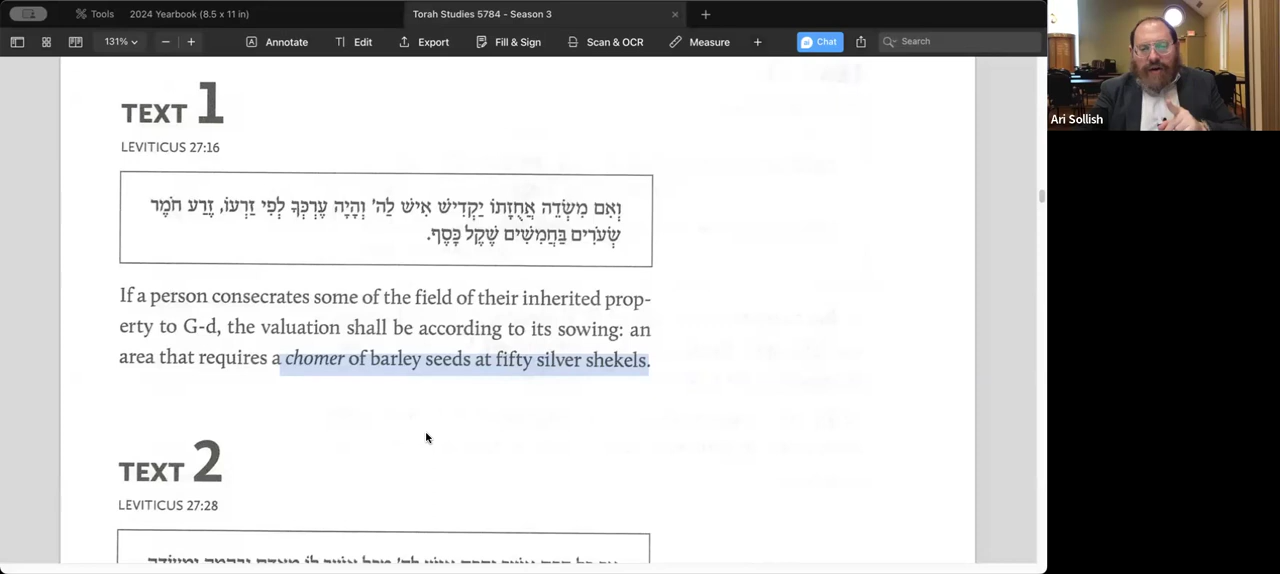 Tools
2024 Yearbook (8.5 x 11 in)
Torah Studies 5784 - Season 3
131%
Annotate
Edit
Export
Fill & Sign
Scan & OCR
Measure
Chat
Search
Ari Sollish
TEXT 1
LEVITICUS 27:16
וְאִם מִשְּׂדֵה אֲחֻזָּתוֹ יַקְדִּישׁ אִישׁ לַה' וְהָיָה עֶרְכְּךָ לְפִי זַרְעוֹ, זֶרַע חֹמֶר
שְׂעֹרִים בַּחֲמִשִּׁים שֶׁקֶל כָּסֶף.
If a person consecrates some of the field of their inherited prop-
erty to G-d, the valuation shall be according to its sowing: an
area that requires a chomer of barley seeds at fifty silver shekels.
TEXT 2
LEVITICUS 27:28